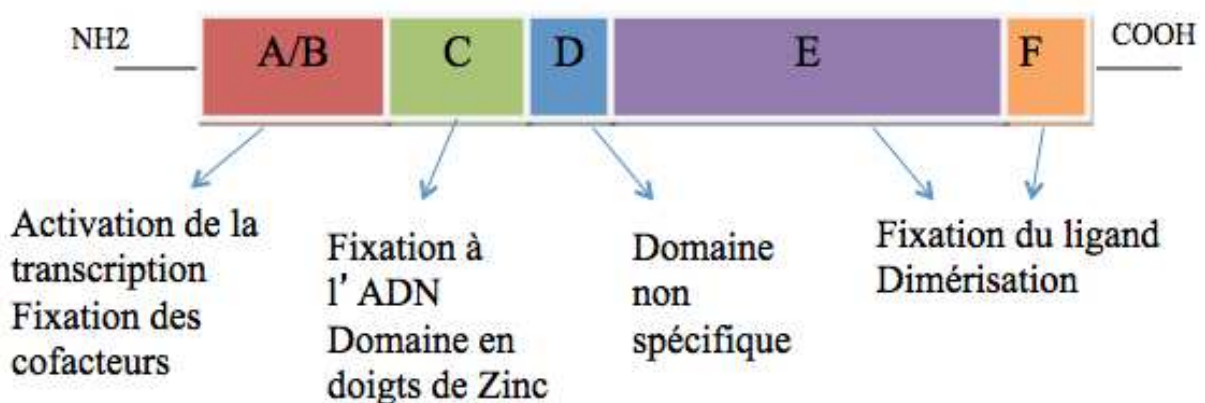 NH2
A/B
C
D
E
F
COOH
Activation de la
transcription
Fixation des
cofacteurs
Fixation à
l' ADN
Domaine en
doigts de Zinc
Domaine
non
spécifique
Fixation du ligand
Dimérisation